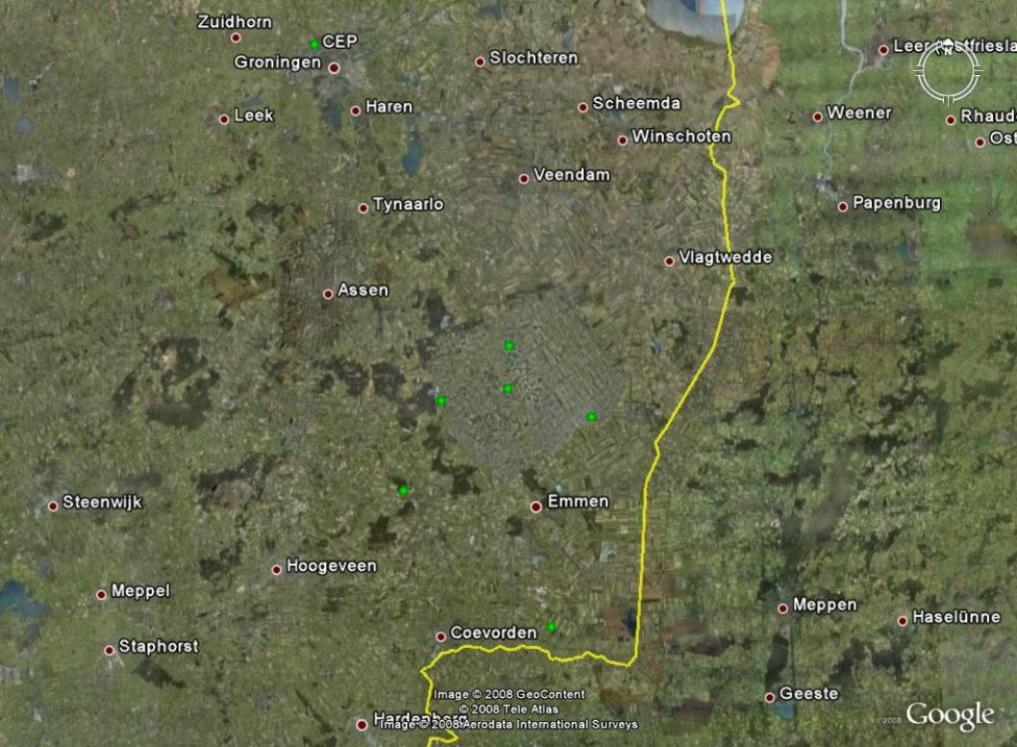 Zuidhorn
CEP
Groningen
Slochteren
Leer
Leek
Haren
Scheemda
Weener
Rhaud
Winschoten
Ost
Veendam
Tynaarlo
Papenburg
Vlagtwedde
Assen
Steenwijk
Emmen
Hoogeveen
Meppel
Meppen
Haselünne
Coevorden
Staphorst
Geeste
Image © 2008 GeoContent
© 2008 Tele Atlas
Hardenberg
Image © 2008 Aerodata International Surveys
©2008 Google